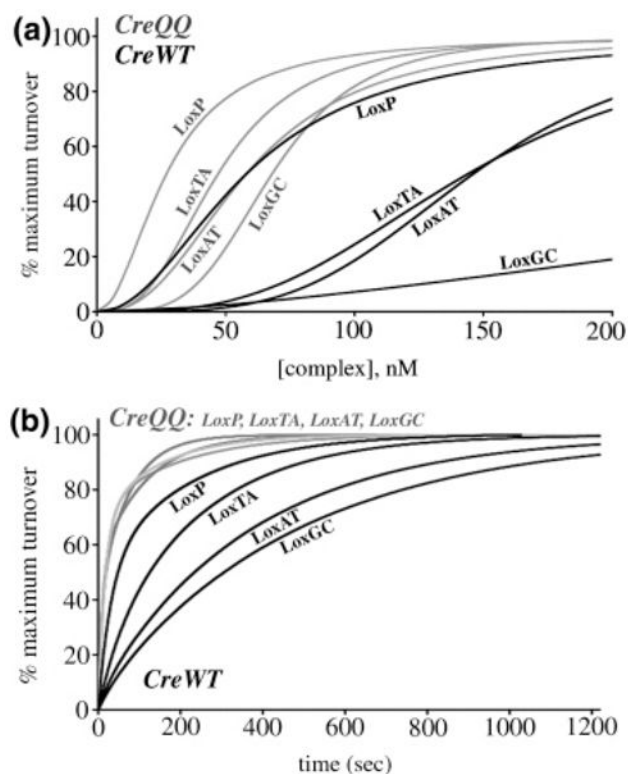 (a) CreQQ
CreWT
% maximum turnover
100
80
60
40
20
0
LoxP
LoxTA
LoxAT
LoxGC
LoxP
LoxTA
LoxAT
LoxGC
0 50 100 150 200
[complex], nM
(b) CreQQ: LoxP, LoxTA, LoxAT, LoxGC
% maximum turnover
100
80
60
40
20
0
LoxP
LoxTA
LoxAT
LoxGC
CreWT
0 200 400 600 800 1000 1200
time (sec)